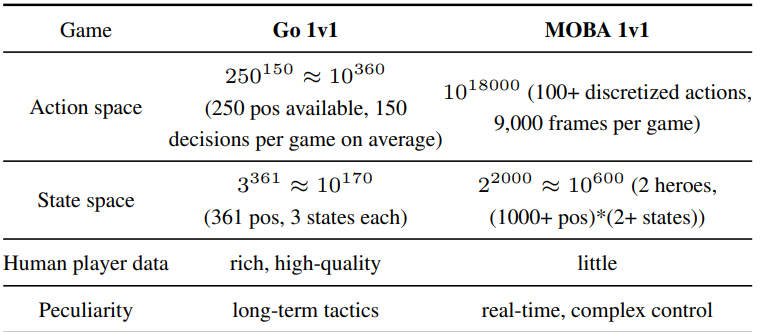 Game Go 1v1 MOBA 1v1
Action space
250^150 ≈ 10^360
(250 pos available, 150
decisions per game on average)
10^18000 (100+ discretized actions,
9,000 frames per game)
State space
3^361 ≈ 10^170
(361 pos, 3 states each)
2^2000 ≈ 10^600 (2 heroes,
(1000+ pos)*(2+ states))
Human player data rich, high-quality little
Peculiarity long-term tactics real-time, complex control